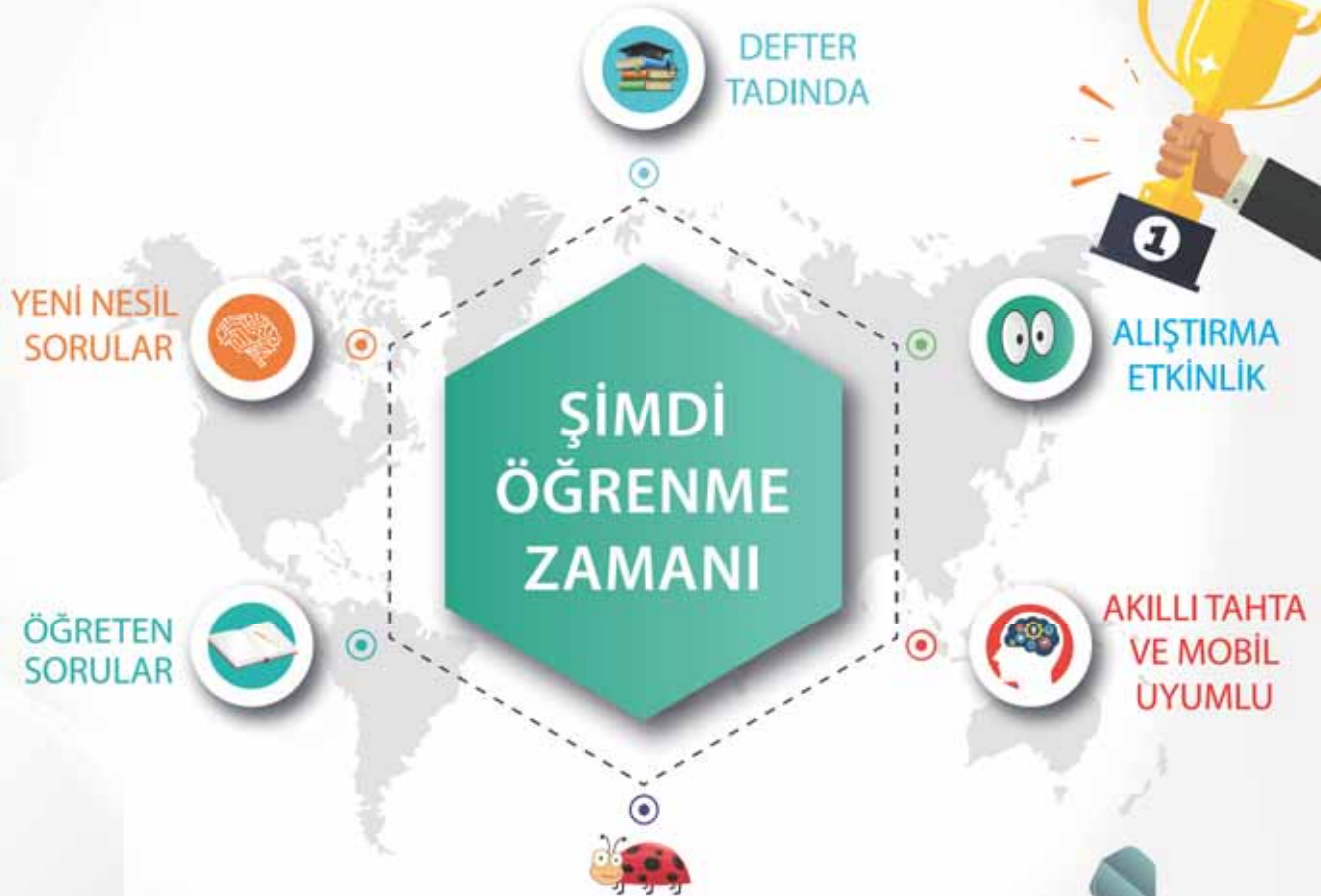 DEFTER
TADINDA
YENİ NESİL
SORULAR
ALIŞTIRMA
ETKİNLİK
ŞİMDİ
ÖĞRENME
ZAMANI
ÖĞRETEN
SORULAR
AKILLI TAHTA
VE MOBİL
UYUMLU
1